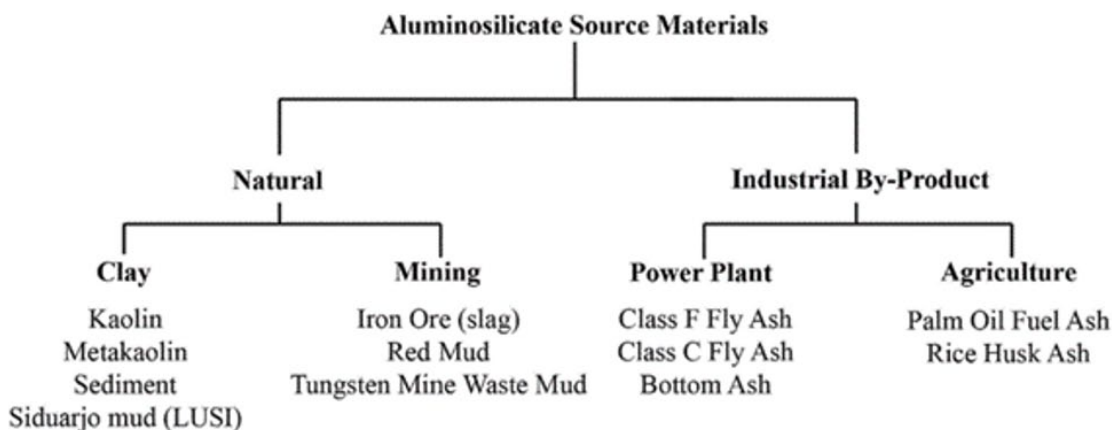 Aluminosilicate Source Materials
Natural
Industrial By-Product
Clay
Mining
Power Plant
Agriculture
Kaolin
Metakaolin
Sediment
Siduarjo mud (LUSI)
Iron Ore (slag)
Red Mud
Tungsten Mine Waste Mud
Class F Fly Ash
Class C Fly Ash
Bottom Ash
Palm Oil Fuel Ash
Rice Husk Ash